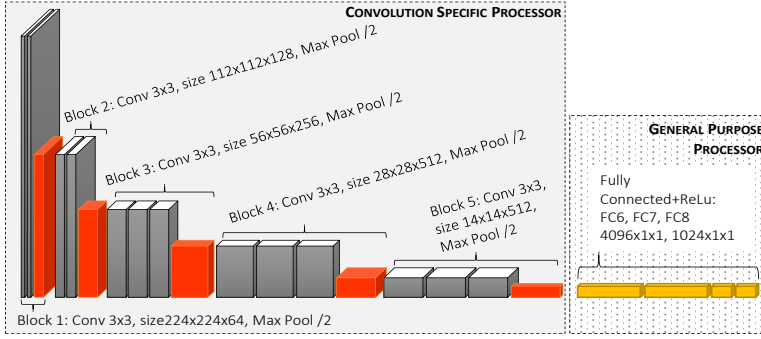 CONVOLUTION SPECIFIC PROCESSOR
Block 2: Conv 3x3, size 112x112x128, Max Pool /2
Block 3: Conv 3x3, size 56x56x256, Max Pool /2
Block 4: Conv 3x3, size 28x28x512, Max Pool /2
Block 5: Conv 3x3,
size 14x14x512,
Max Pool /2
Block 1: Conv 3x3, size224x224x64, Max Pool /2
GENERAL PURPOSE
PROCESSOR
Fully
Connected+ReLu:
FC6, FC7, FC8
4096x1x1, 1024x1x1